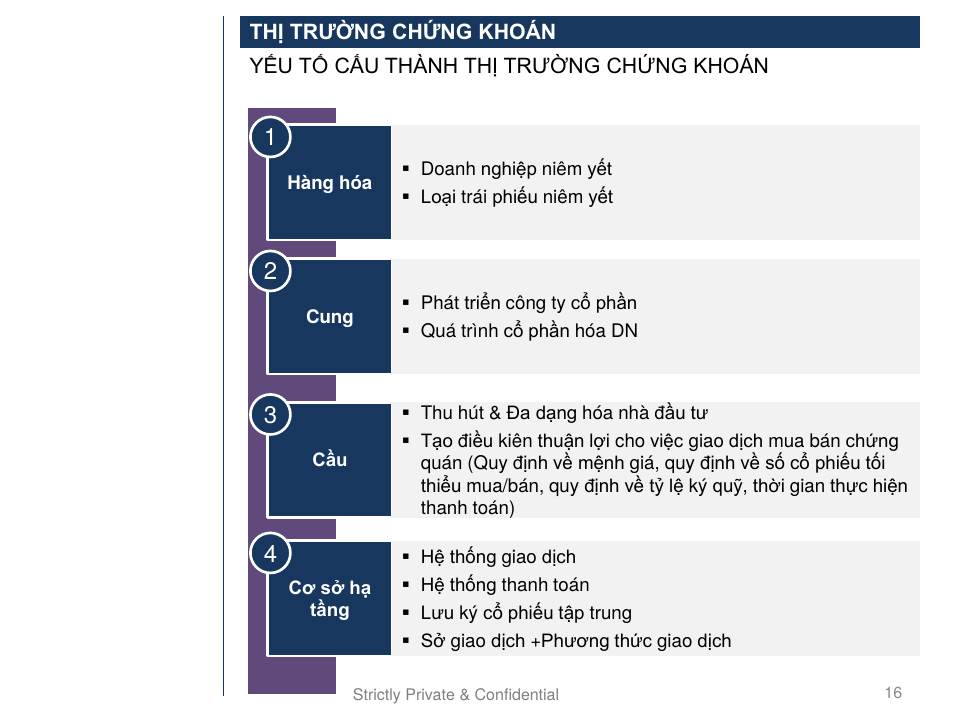 THỊ TRƯỜNG CHỨNG KHOÁN
YẾU TỐ CẤU THÀNH THỊ TRƯỜNG CHỨNG KHOÁN
1
Hàng hóa
▪ Doanh nghiệp niêm yết
▪ Loại trái phiếu niêm yết
2
Cung
▪ Phát triển công ty cổ phần
▪ Quá trình cổ phần hóa DN
3
Cầu
▪ Thu hút & Đa dạng hóa nhà đầu tư
▪ Tạo điều kiên thuận lợi cho việc giao dịch mua bán chứng
quán (Quy định về mệnh giá, quy định về số cổ phiếu tối
thiểu mua/bán, quy định về tỷ lệ ký quỹ, thời gian thực hiện
thanh toán)
4
Cơ sở hạ
tầng
▪ Hệ thống giao dịch
▪ Hệ thống thanh toán
▪ Lưu ký cổ phiếu tập trung
▪ Sở giao dịch +Phương thức giao dịch
Strictly Private & Confidential
16